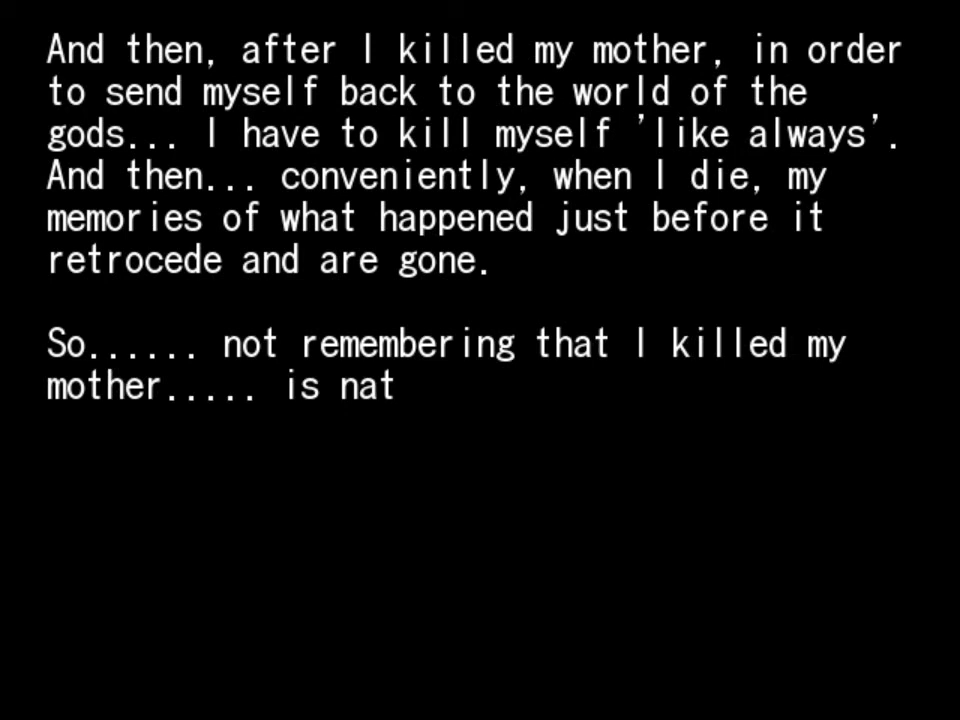 And then, after I killed my mother, in order
to send myself back to the world of the
gods... I have to kill myself 'like always'.
And then... conveniently, when I die, my
memories of what happened just before it
retrocede and are gone.
So...... not remembering that I killed my
mother..... is nat